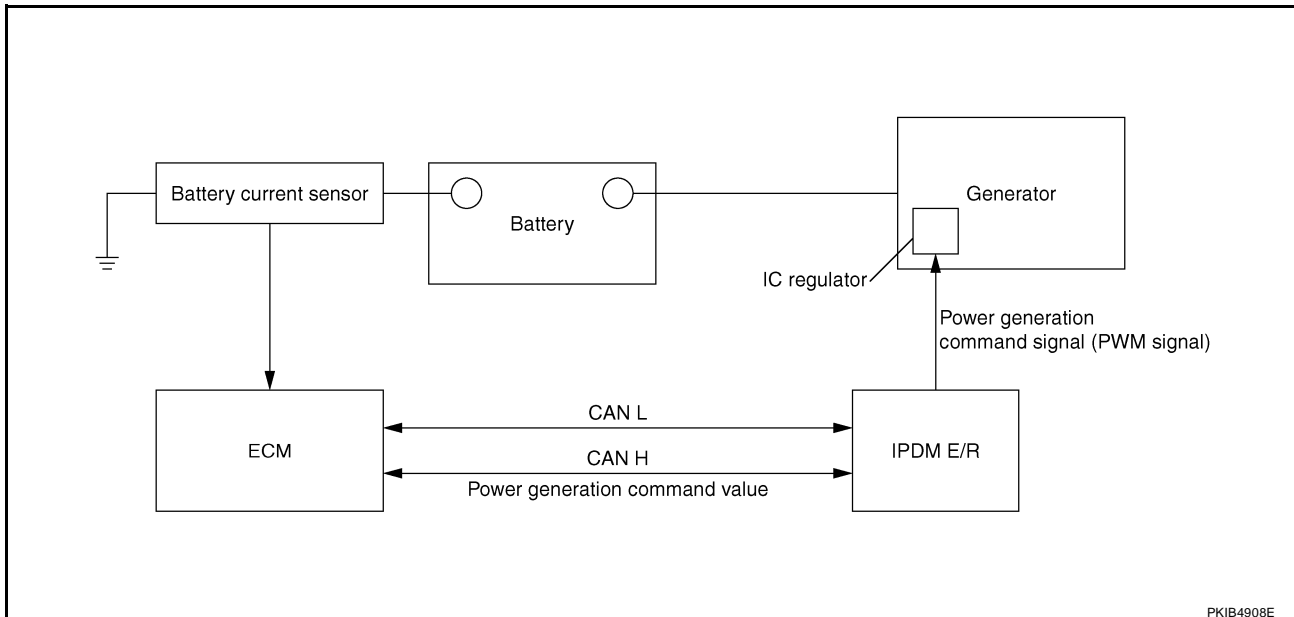 Battery current sensor
Battery
Generator
IC regulator
Power generation
command signal (PWM signal)
ECM
CAN L
CAN H
Power generation command value
IPDM E/R
PKIB4908E